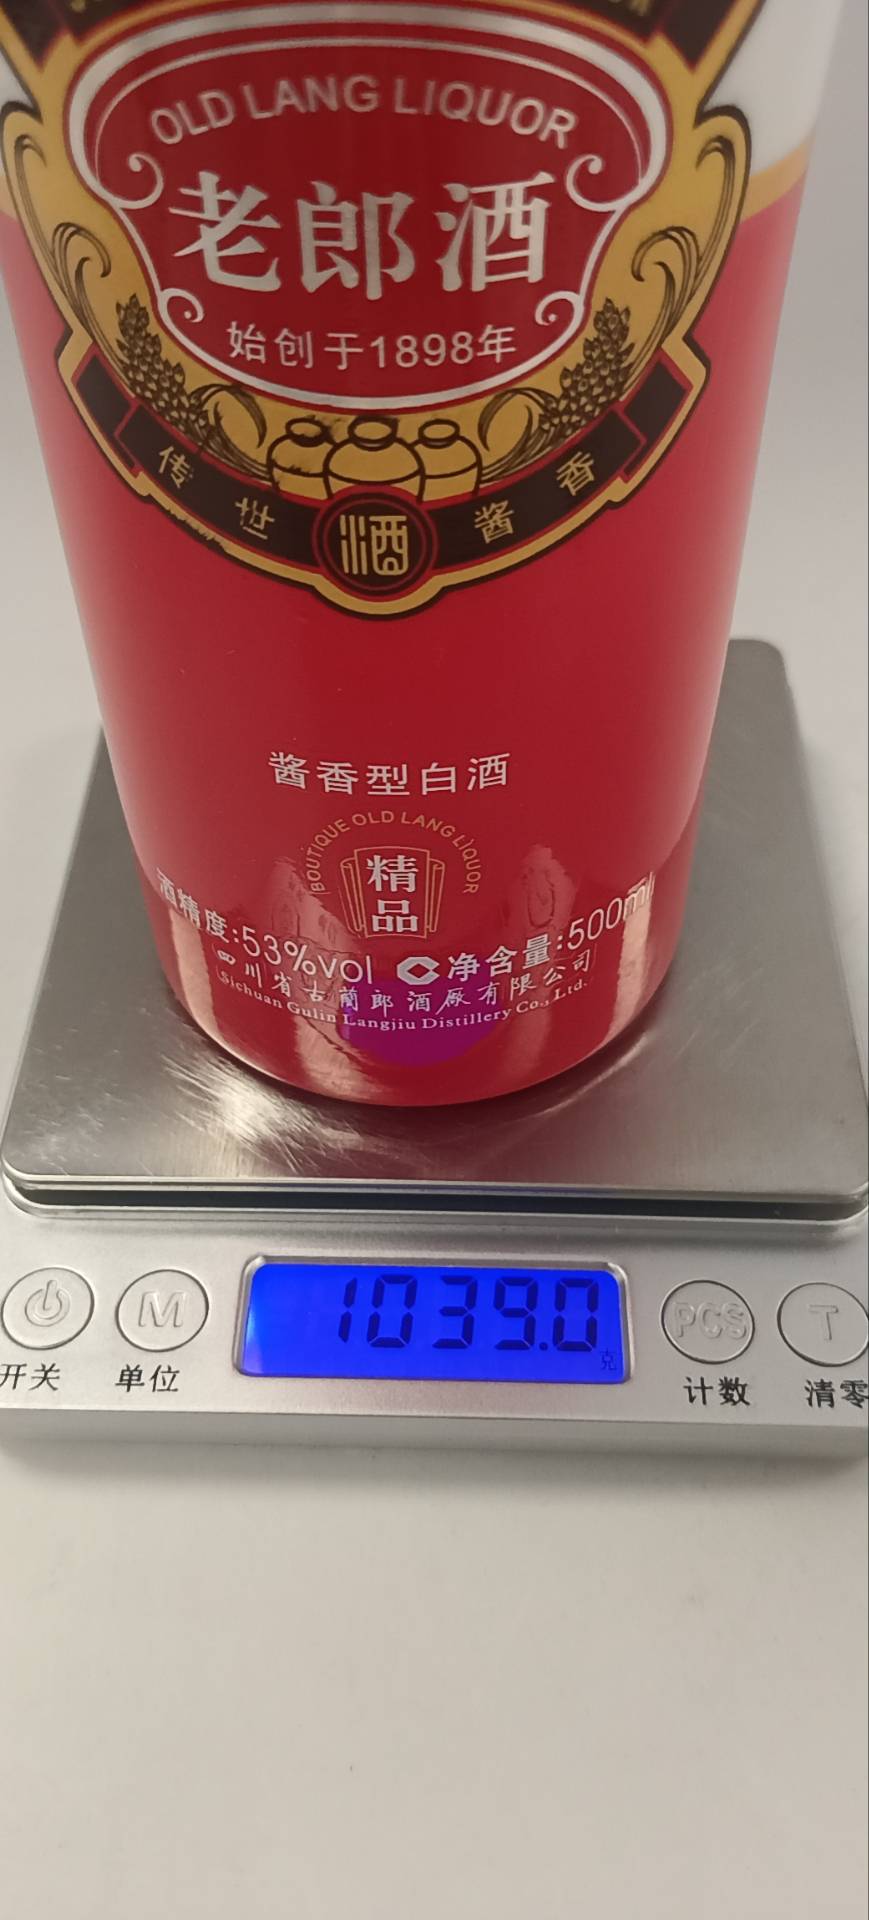 OLD LANG LIQUOR
老郎酒
始创于1898年
传世 酒 酱香
酱香型白酒
BOUTIQUE OLD LANG LIQUOR
精品
酒精度:53%vol 净含量:500ml
四川省古蔺郎酒厂有限公司
Sichuan Gulin Langjiu Distillery Co., Ltd.
1039.0 克
M PCS T
开关 单位 计数 清零